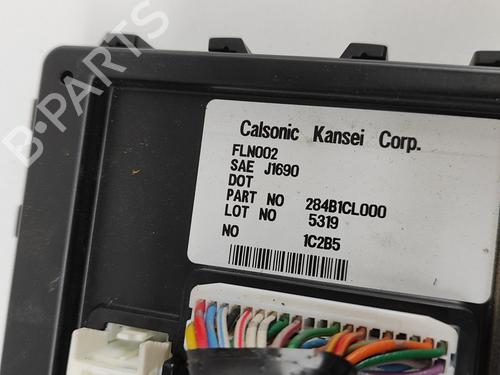 B-PARTS
Calsonic Kansei Corp.
FLN002
SAE J1690
DOT
PART NO 284B1CL000
LOT NO 5319
NO 1C2B5